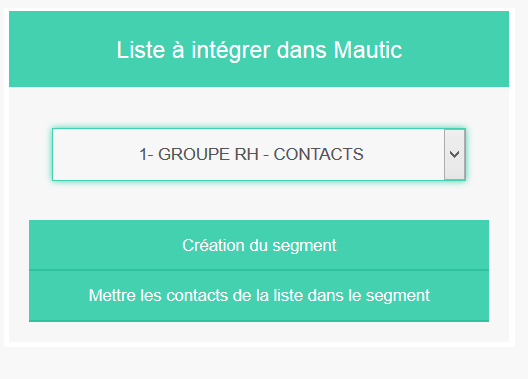 Liste à intégrer dans Mautic
1- GROUPE RH - CONTACTS
Création du segment
Mettre les contacts de la liste dans le segment